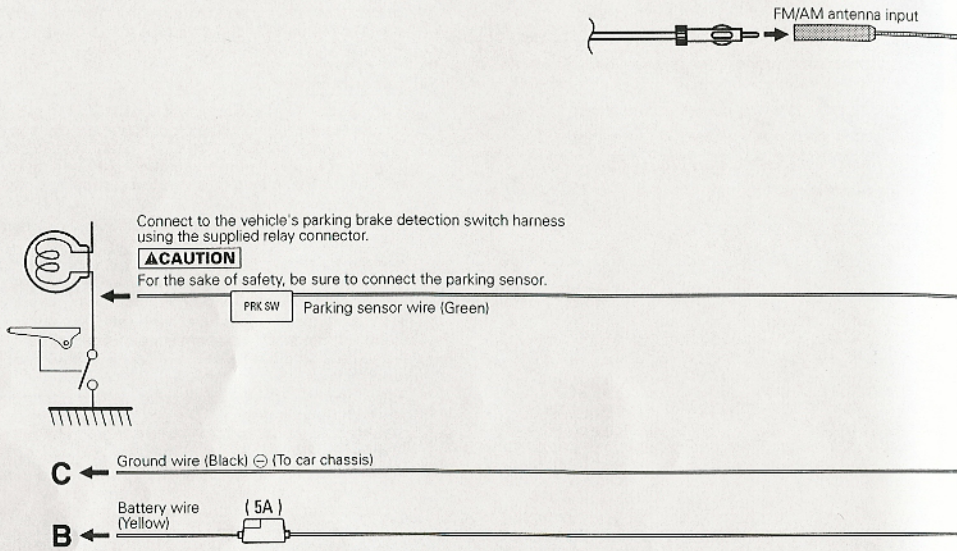 FM/AM antenna input
Connect to the vehicle's parking brake detection switch harness
using the supplied relay connector.
⚠CAUTION
For the sake of safety, be sure to connect the parking sensor.
PRK SW
Parking sensor wire (Green)
C
Ground wire (Black) ⊖ (To car chassis)
Battery wire
(Yellow)
( 5A )
B